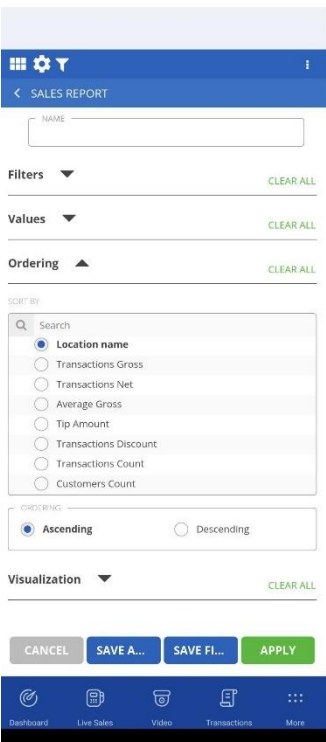 SALES REPORT
NAME
Filters
CLEAR ALL
Values
CLEAR ALL
Ordering
CLEAR ALL
SORT BY
Search
Location name
Transactions Gross
Transactions Net
Average Gross
Tip Amount
Transactions Discount
Transactions Count
Customers Count
ORDERING
Ascending Descending
Visualization
CLEAR ALL
CANCEL SAVE A... SAVE FI... APPLY
Dashboard Live Sales Video Transactions More